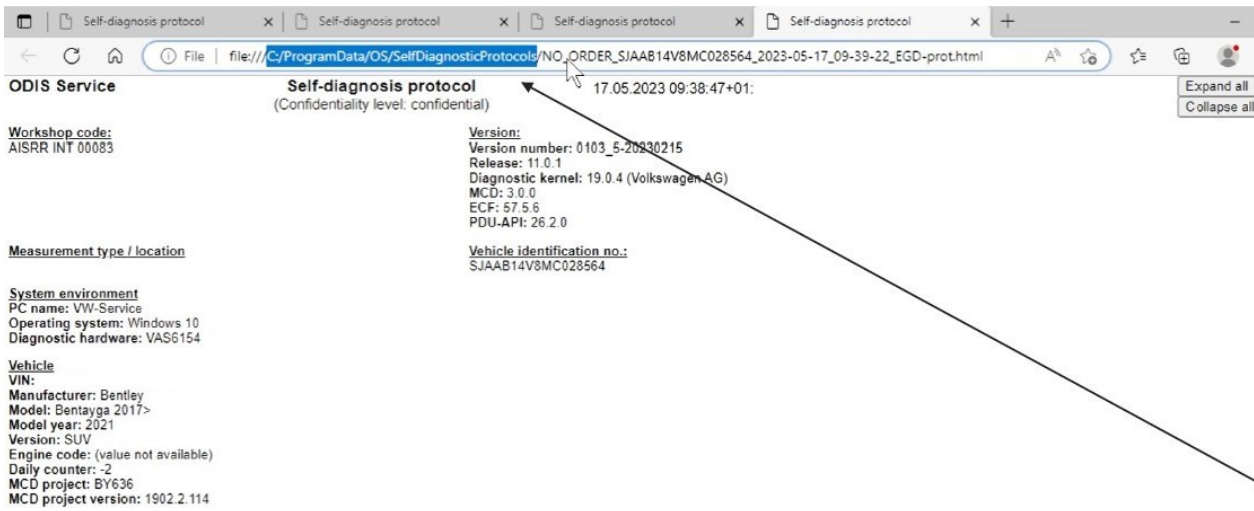 Self-diagnosis protocol
Self-diagnosis protocol
Self-diagnosis protocol
Self-diagnosis protocol
File file:///C:/ProgramData/OS/SelfDiagnosticProtocols/NO_ORDER_SJAAB14V8MC028564_2023-05-17_09-39-22_EGD-prot.html
ODIS Service
Self-diagnosis protocol
17.05.2023 09:38:47+01:
Expand all
(Confidentiality level: confidential)
Collapse all
Workshop code:
AISRR INT 00083
Version:
Version number: 0103_5-20230215
Release: 11.0.1
Diagnostic kernel: 19.0.4 (Volkswagen AG)
MCD: 3.0.0
ECF: 57.5.6
PDU-API: 26.2.0
Measurement type / location
Vehicle identification no.:
SJAAB14V8MC028564
System environment
PC name: VW-Service
Operating system: Windows 10
Diagnostic hardware: VAS6154
Vehicle
VIN:
Manufacturer: Bentley
Model: Bentayga 2017>
Model year: 2021
Version: SUV
Engine code: (value not available)
Daily counter: -2
MCD project: BY636
MCD project version: 1902.2.114